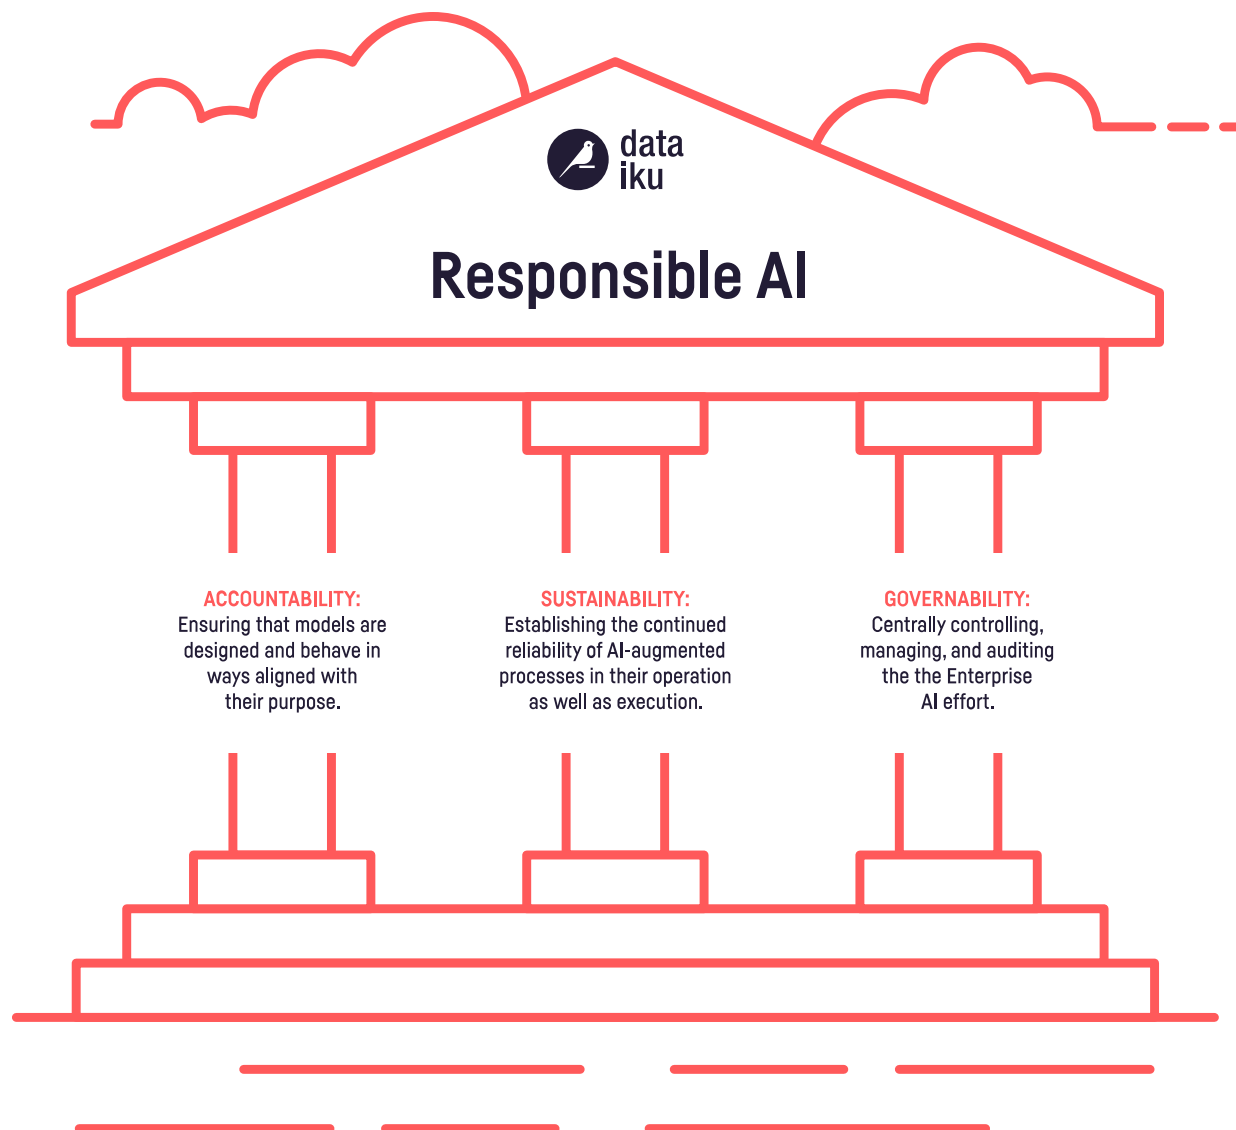 data
iku
Responsible AI
ACCOUNTABILITY:
Ensuring that models are
designed and behave in
ways aligned with
their purpose.
SUSTAINABILITY:
Establishing the continued
reliability of AI-augmented
processes in their operation
as well as execution.
GOVERNABILITY:
Centrally controlling,
managing, and auditing
the the Enterprise
AI effort.